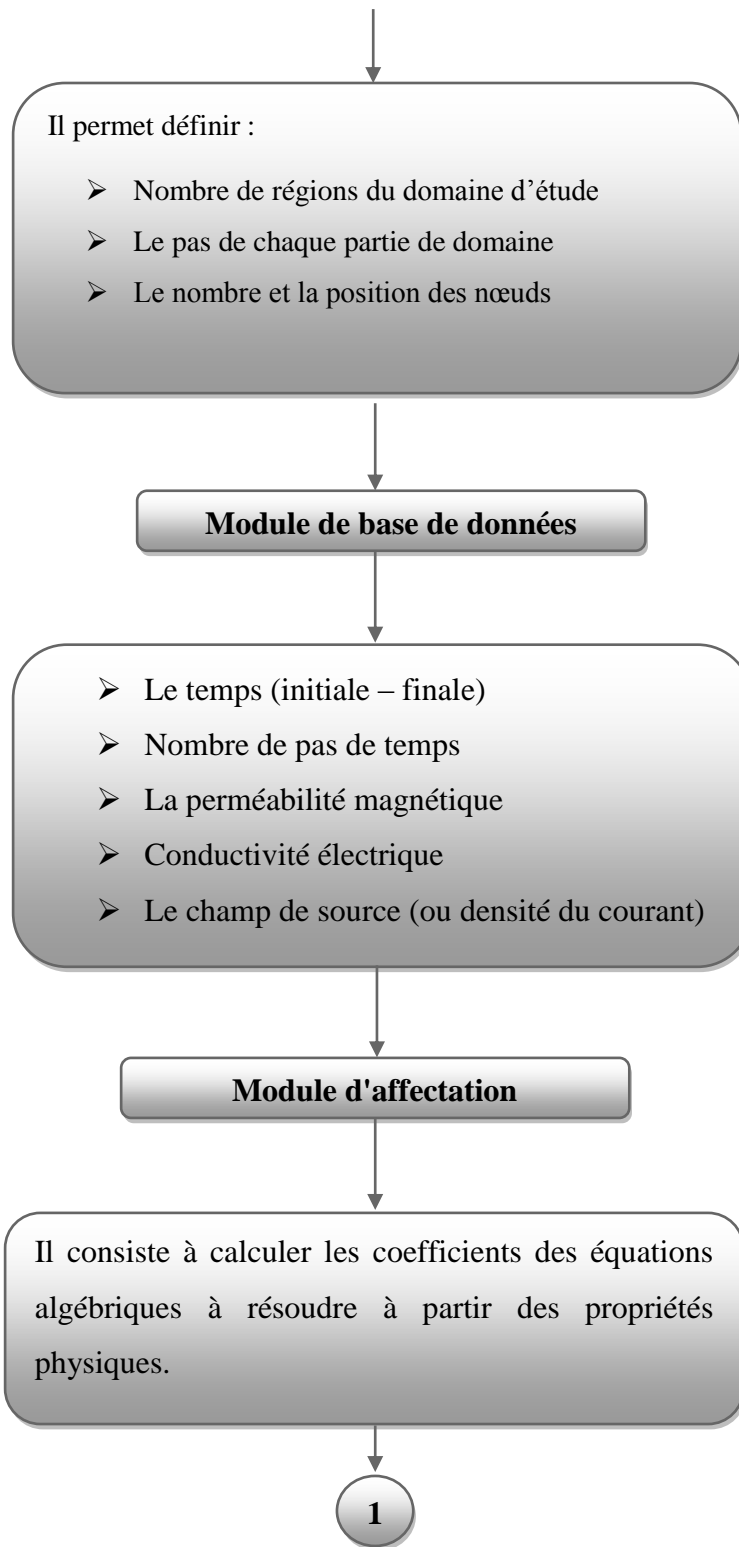 Il permet définir :
➢ Nombre de régions du domaine d’étude
➢ Le pas de chaque partie de domaine
➢ Le nombre et la position des nœuds
Module de base de données
➢ Le temps (initiale – finale)
➢ Nombre de pas de temps
➢ La perméabilité magnétique
➢ Conductivité électrique
➢ Le champ de source (ou densité du courant)
Module d'affectation
Il consiste à calculer les coefficients des équations
algébriques à résoudre à partir des propriétés
physiques.
1